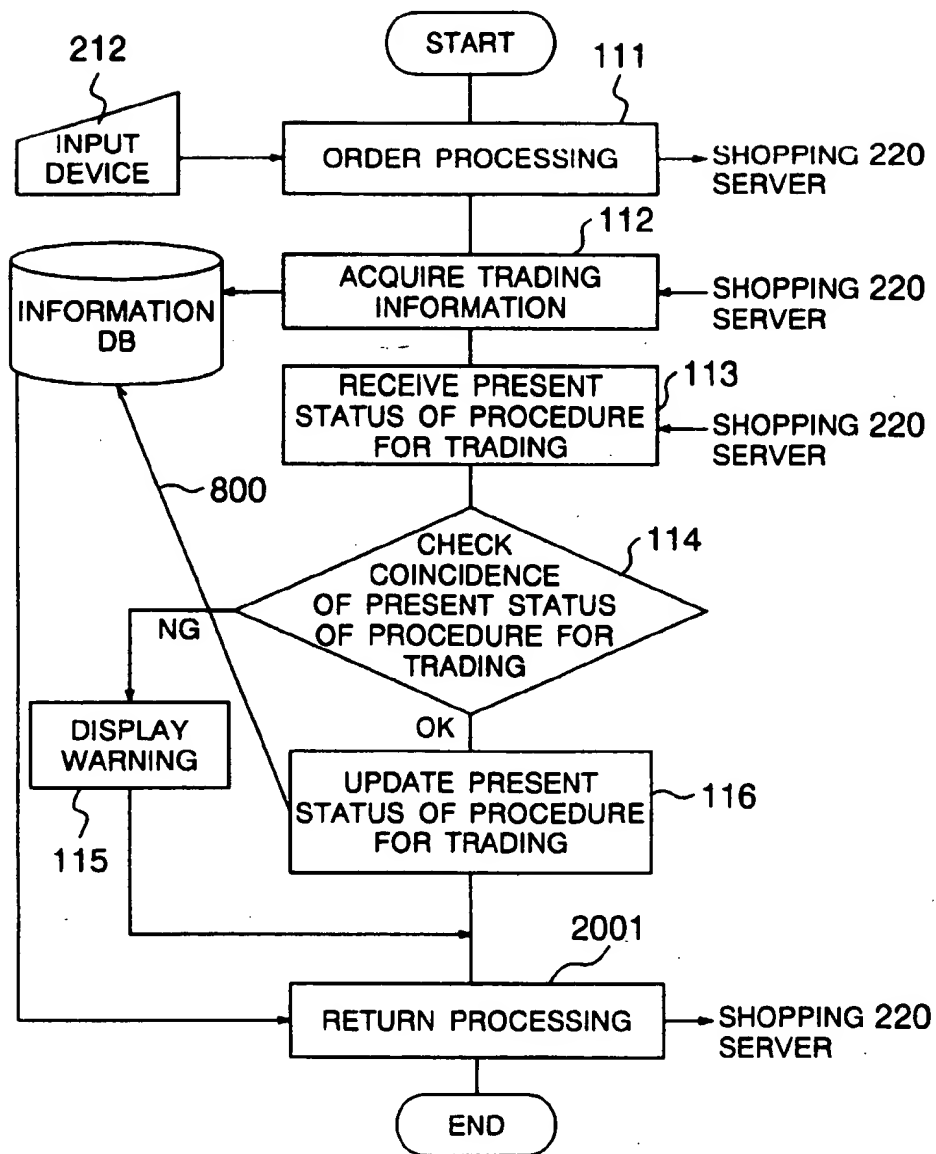 START
212
111
INPUT
DEVICE
ORDER PROCESSING
SHOPPING 220
SERVER
112
INFORMATION
DB
ACQUIRE TRADING
INFORMATION
SHOPPING 220
SERVER
113
RECEIVE PRESENT
STATUS OF PROCEDURE
FOR TRADING
SHOPPING 220
SERVER
800
114
CHECK
COINCIDENCE
OF PRESENT STATUS
OF PROCEDURE FOR
TRADING
NG
OK
DISPLAY
WARNING
115
UPDATE PRESENT
STATUS OF PROCEDURE
FOR TRADING
116
2001
RETURN PROCESSING
SHOPPING 220
SERVER
END